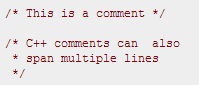 /* This is a comment */
/* C++ comments can  also
 * span multiple lines
 */